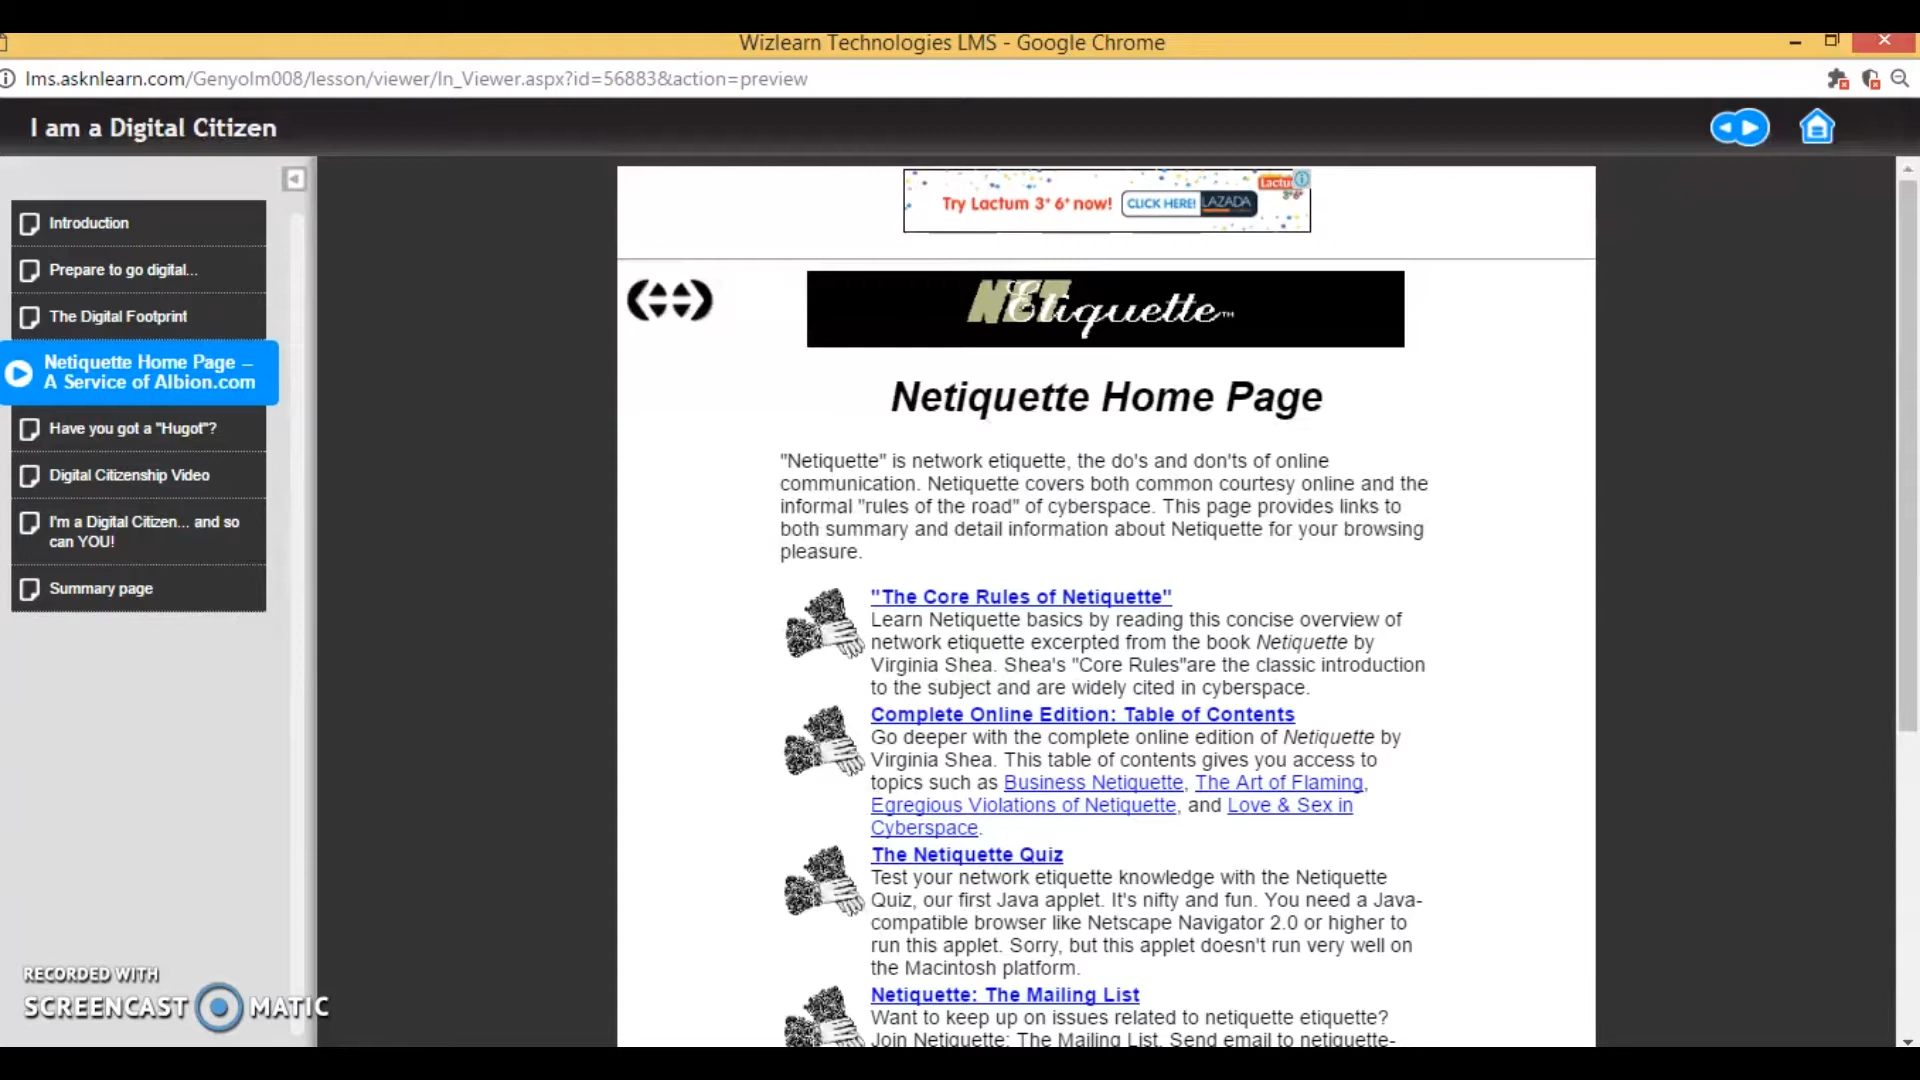 Wizlearn Technologies LMS - Google Chrome
lms.asknlearn.com/Genyolm008/lesson/viewer/ln_Viewer.aspx?id=56883&action=preview
I am a Digital Citizen
Introduction
Prepare to go digital...
The Digital Footprint
Netiquette Home Page –
A Service of Albion.com
Have you got a "Hugot"?
Digital Citizenship Video
I'm a Digital Citizen... and so
can YOU!
Summary page
Try Lactum 3+ 6+ now! CLICK HERE! LAZADA
NETiquette™
Netiquette Home Page
"Netiquette" is network etiquette, the do's and don'ts of online
communication. Netiquette covers both common courtesy online and the
informal "rules of the road" of cyberspace. This page provides links to
both summary and detail information about Netiquette for your browsing
pleasure.
"The Core Rules of Netiquette"
Learn Netiquette basics by reading this concise overview of
network etiquette excerpted from the book Netiquette by
Virginia Shea. Shea's "Core Rules"are the classic introduction
to the subject and are widely cited in cyberspace.
Complete Online Edition: Table of Contents
Go deeper with the complete online edition of Netiquette by
Virginia Shea. This table of contents gives you access to
topics such as Business Netiquette, The Art of Flaming,
Egregious Violations of Netiquette, and Love & Sex in
Cyberspace.
The Netiquette Quiz
Test your network etiquette knowledge with the Netiquette
Quiz, our first Java applet. It's nifty and fun. You need a Java-
compatible browser like Netscape Navigator 2.0 or higher to
run this applet. Sorry, but this applet doesn't run very well on
the Macintosh platform.
Netiquette: The Mailing List
Want to keep up on issues related to netiquette etiquette?
Join Netiquette: The Mailing List. Send email to netiquette-
RECORDED WITH
SCREENCAST MATIC